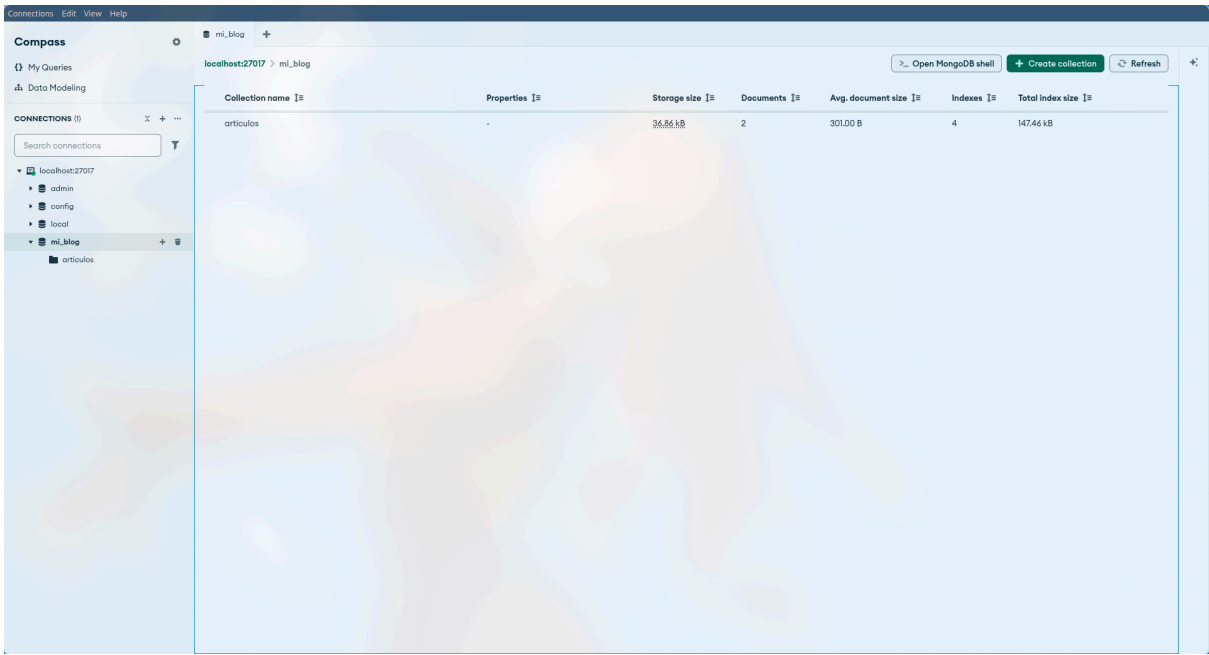 Connections Edit View Help
Compass
mi_blog
My Queries
Data Modeling
localhost:27017 > mi_blog
>_ Open MongoDB shell
+ Create collection
Refresh
CONNECTIONS (1)
Search connections
localhost:27017
admin
config
local
mi_blog
articulos
Collection name Properties Storage size Documents Avg. document size Indexes Total index size
articulos - 36.86 kB 2 301.00 B 4 147.46 kB